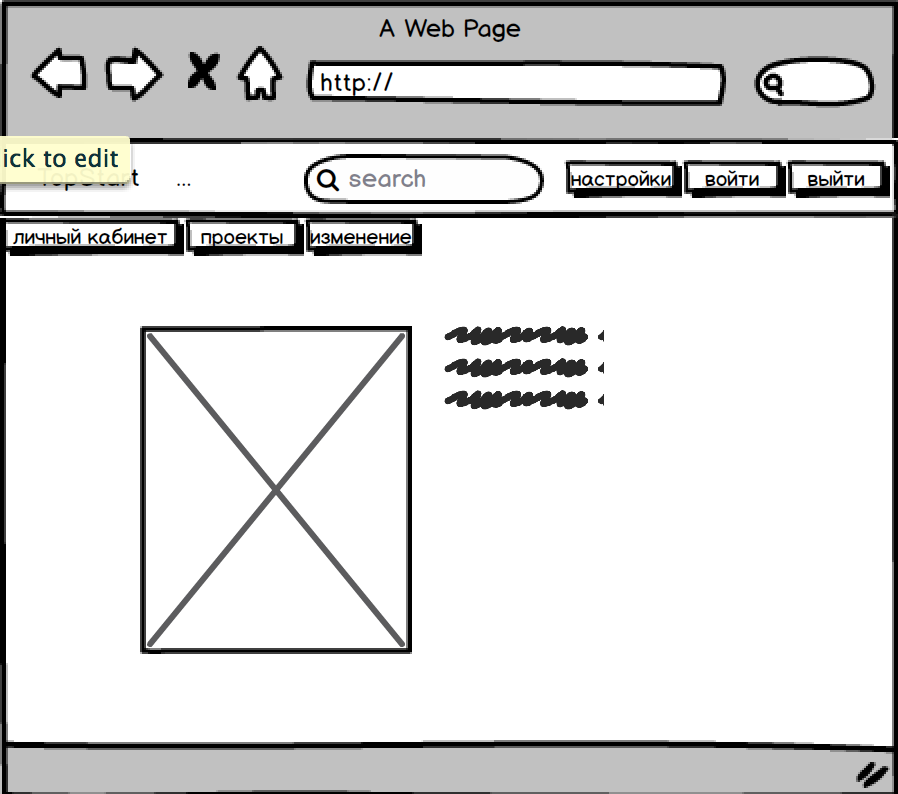 A Web Page
http://
ick to edit
TopStart ... search настройки войти выйти
личный кабинет проекты изменение